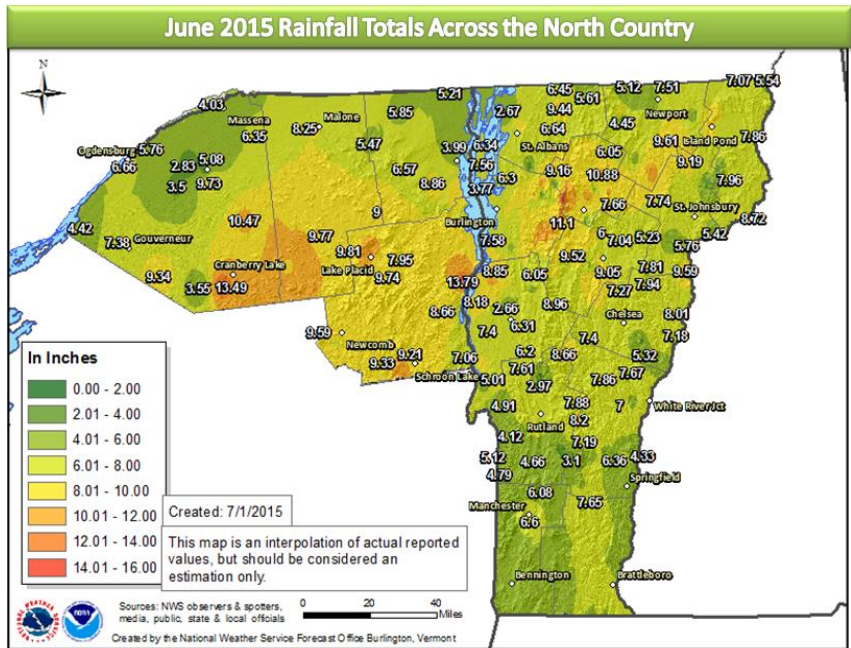 June 2015 Rainfall Totals Across the North Country
N
7.07 5.54
6.45 5.12 7.51
5.21 5.61
4.03 5.85 2.67 9.44 Newport
Massena Malone 4.45
6.35 8.25 6.64
5.76 5.47 3.99 6.34 St. Albans 9.61 Island Pond 7.86
Ogdensburg 6.05
6.66 2.83 5.08 6.57 7.56 9.16 9.19
3.5 9.73 8.86 3.77 6.3 10.88 7.96
9 7.66 7.74 St. Johnsbury
4.42 10.47 Burlington 11.1 8.72
7.38 Gouverneur 9.77 7.58 6 7.04 5.23 5.42
9.81 7.95 9.52 5.76
9.34 Cranberry Lake Lake Placid 9.74 13.79 8.85 6.05 9.05 7.81 9.59
3.55 13.49 7.27 7.94
8.66 8.18 2.66 8.96 Chelsea 8.01
9.59 7.4 6.31 7.4 7.18
Newcomb 6.2 8.66 5.32
9.33 9.21 7.06 7.61 7.67
Schroon Lake 5.01 2.97 7.86
4.91 7.88 7 White River Jct
Rutland 8.2
4.12 7.19
5.12 4.66 3.1 6.36 4.33
4.79 Springfield
6.08 7.65
Manchester
6.6
Bennington Brattleboro
In Inches
0.00 - 2.00
2.01 - 4.00
4.01 - 6.00
6.01 - 8.00
8.01 - 10.00
10.01 - 12.00
12.01 - 14.00
14.01 - 16.00
Created: 7/1/2015
This map is an interpolation of actual reported
values, but should be considered an
estimation only.
Sources: NWS observers & spotters,
media, public, state & local officials
0 20 40
Miles
Created by the National Weather Service Forecast Office Burlington, Vermont
noaa